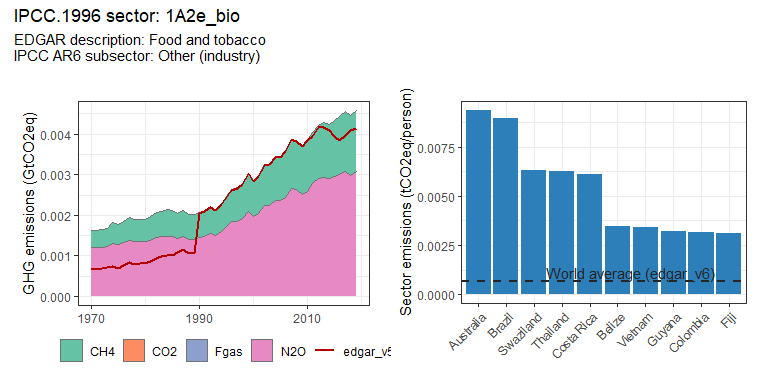 IPCC.1996 sector: 1A2e_bio
EDGAR description: Food and tobacco
IPCC AR6 subsector: Other (industry)
GHG emissions (GtCO2eq)
0.004
0.003
0.002
0.001
0.000
1970
1990
2010
CH4
CO2
Fgas
N2O
edgar_v6
Sector emissions (tCO2eq/person)
0.0075
0.0050
0.0025
0.0000
World average (edgar_v6)
Australia
Brazil
Swaziland
Thailand
Costa Rica
Belize
Vietnam
Guyana
Colombia
Fiji